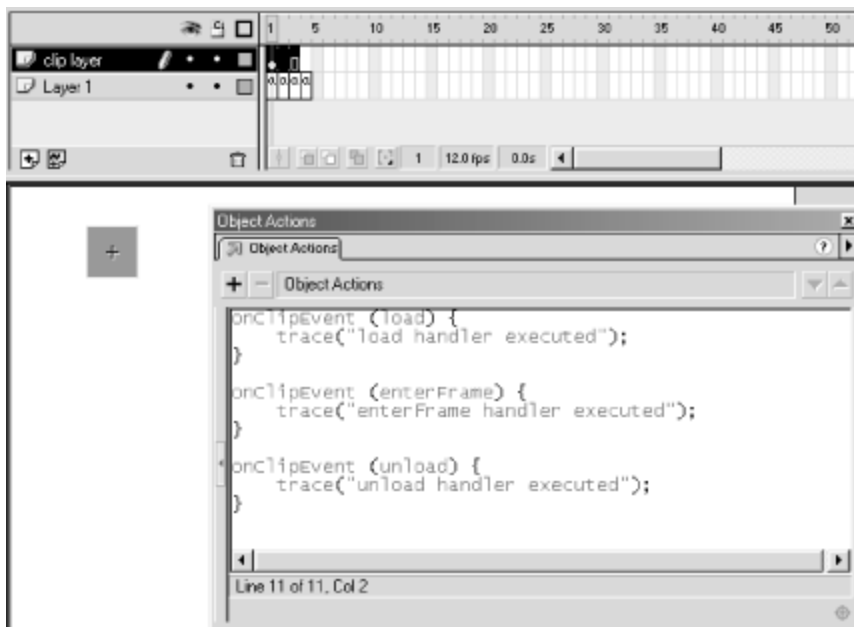 1 5 10 15 20 25 30 35 40 45 50
clip layer
Layer 1
a a a a
1 12.0 fps 0.0s
Object Actions
Object Actions
?
Object Actions
onClipEvent (load) {
trace("load handler executed");
}
onClipEvent (enterFrame) {
trace("enterFrame handler executed");
}
onClipEvent (unload) {
trace("unload handler executed");
}
Line 11 of 11, Col 2